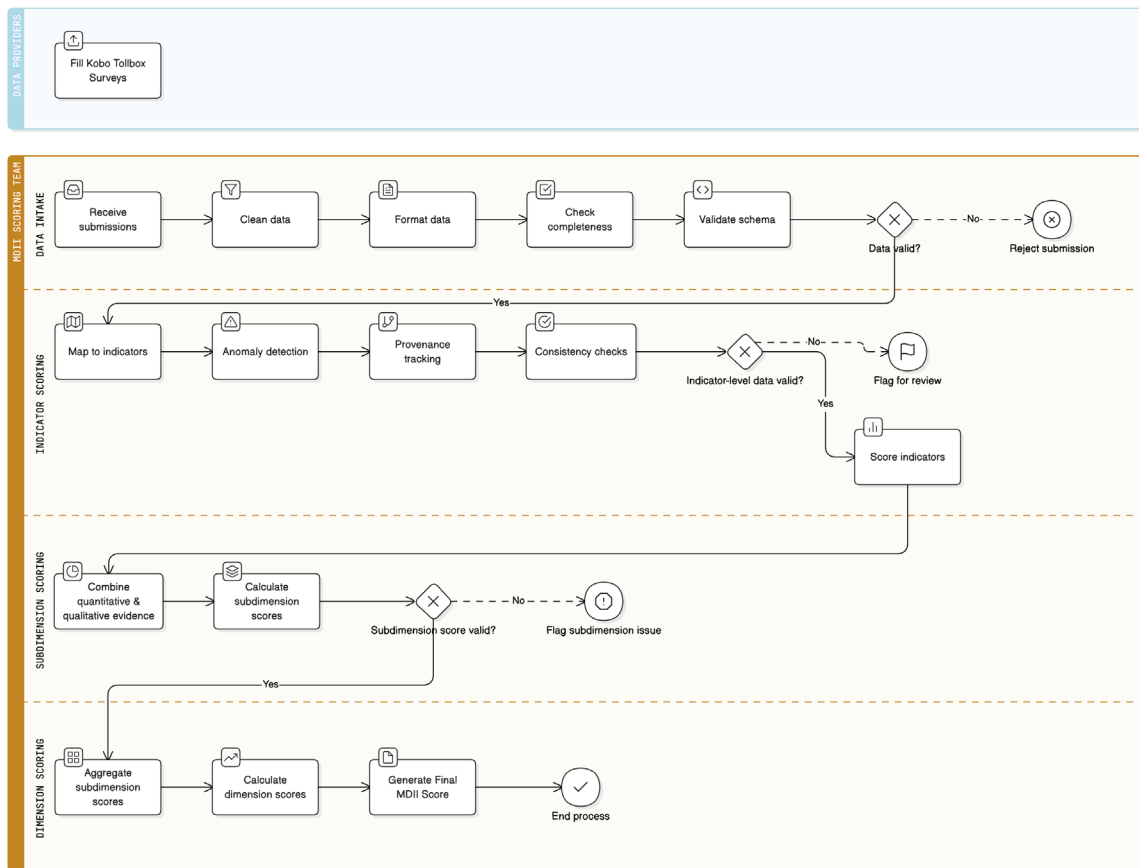 DATA PROVIDERS
Fill Kobo Tollbox
Surveys
MDII SCORING TEAM
DATA INTAKE
Receive
submissions
Clean data
Format data
Check
completeness
Validate schema
Data valid?
No
Reject submission
Yes
INDICATOR SCORING
Map to indicators
Anomaly detection
Provenance
tracking
Consistency checks
Indicator-level data valid?
No
Flag for review
Yes
Score indicators
SUBDIMENSION SCORING
Combine
quantitative &
qualitative evidence
Calculate
subdimension
scores
Subdimension score valid?
No
Flag subdimension issue
Yes
DIMENSION SCORING
Aggregate
subdimension
scores
Calculate
dimension scores
Generate Final
MDII Score
End process